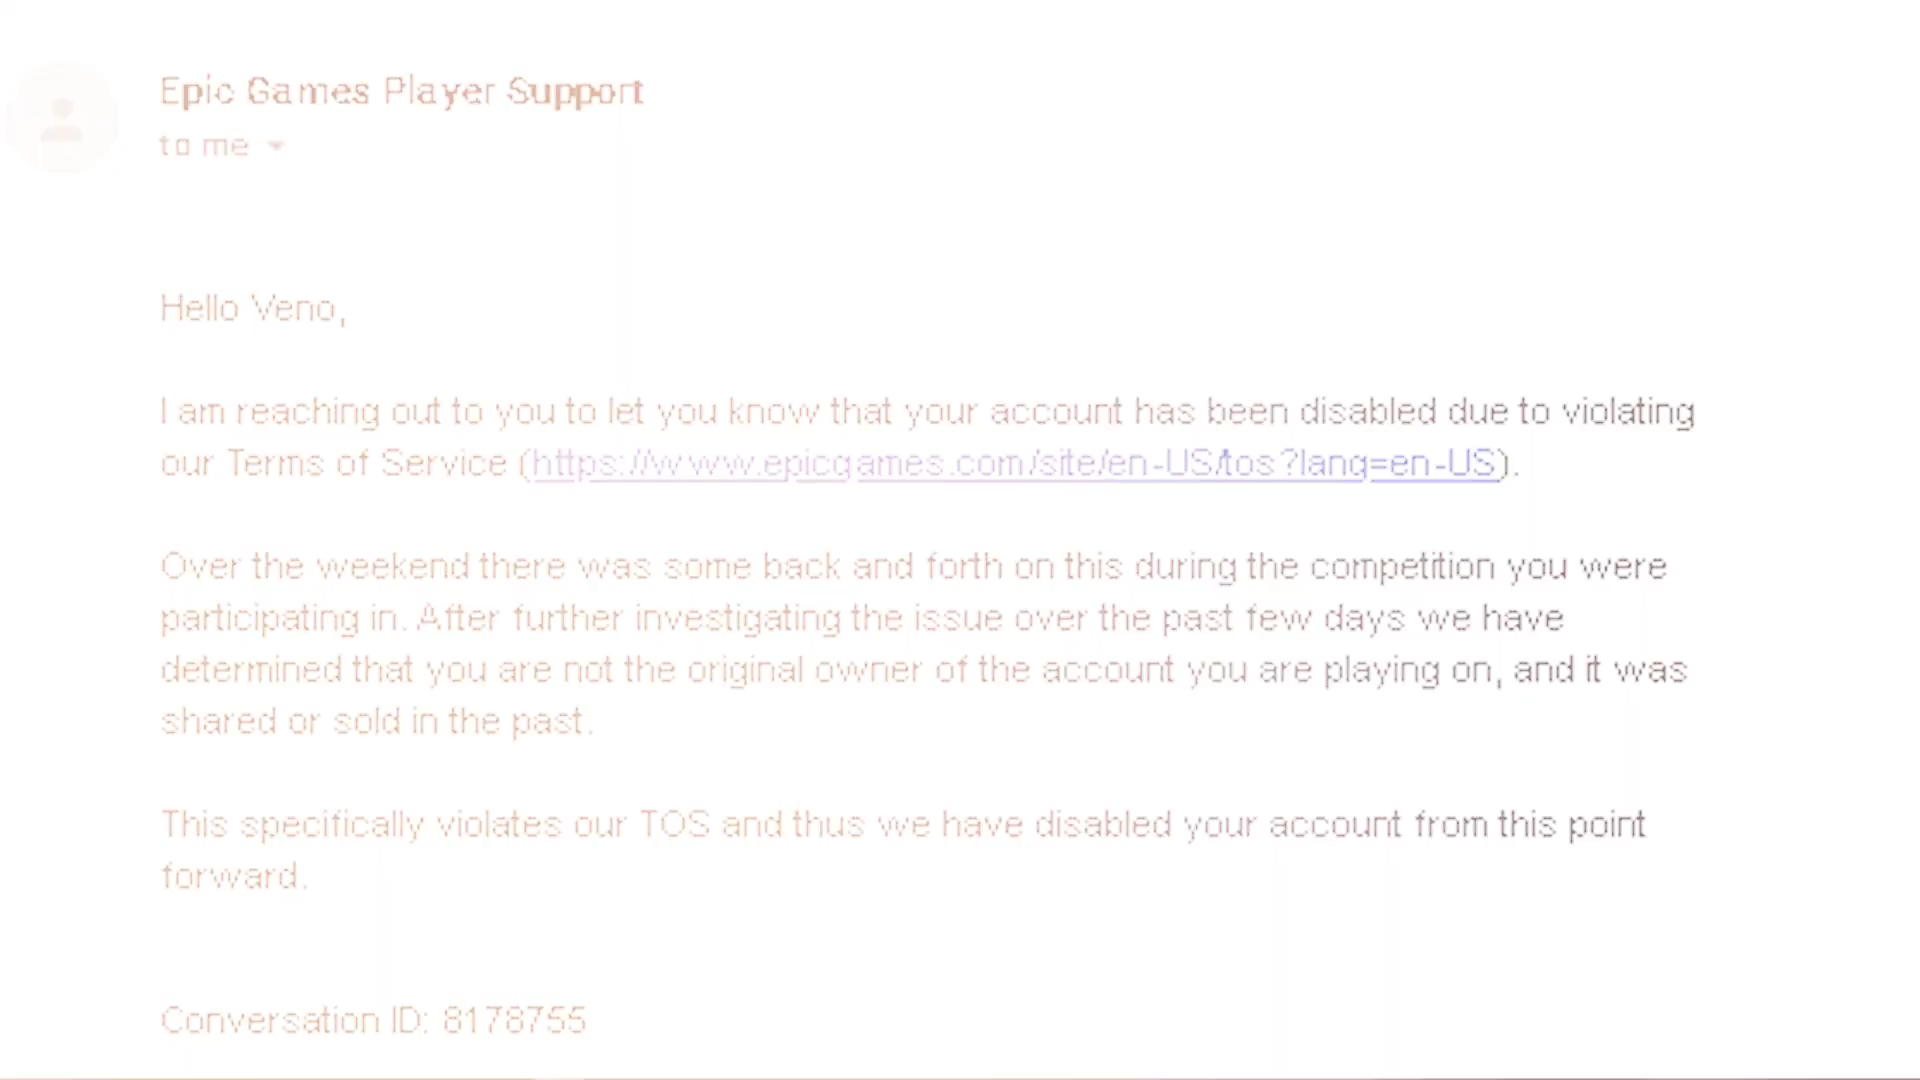 Epic Games Player Support
to me
Hello Veno,
I am reaching out to you to let you know that your account has been disabled due to violating
our Terms of Service (https://www.epicgames.com/site/en-US/tos?lang=en-US).
Over the weekend there was some back and forth on this during the competition you were
participating in. After further investigating the issue over the past few days we have
determined that you are not the original owner of the account you are playing on, and it was
shared or sold in the past.
This specifically violates our TOS and thus we have disabled your account from this point
forward.
Conversation ID: 8178755